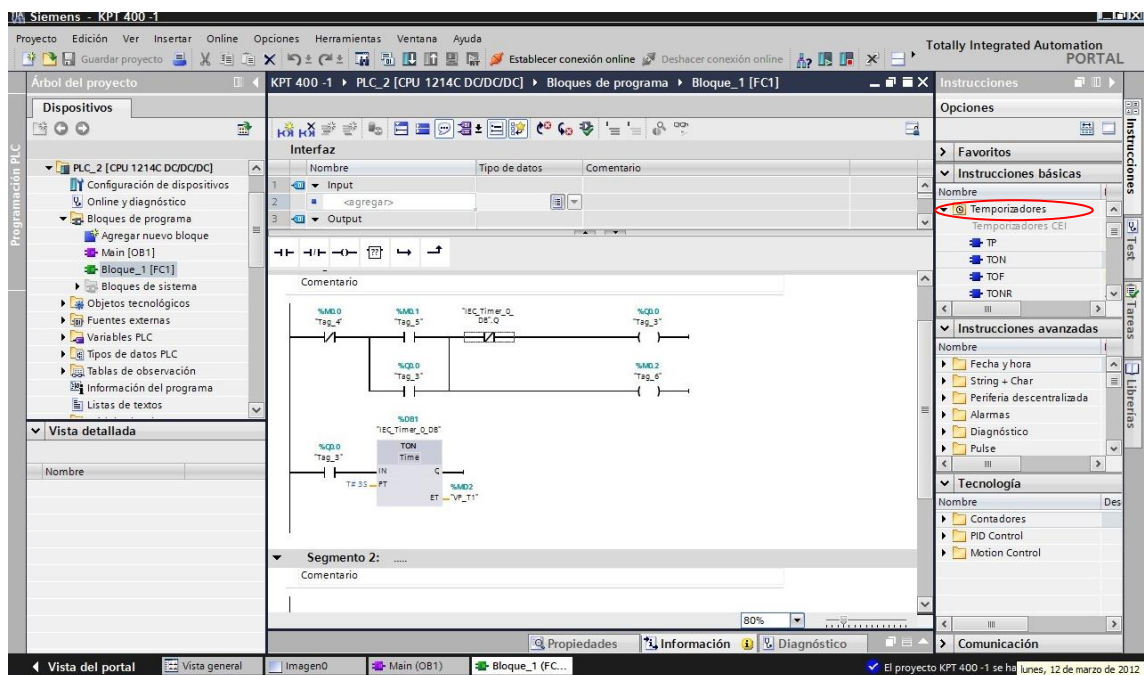 Siemens - KPT 400 -1
Proyecto Edición Ver Insertar Online Opciones Herramientas Ventana Ayuda
Totally Integrated Automation
PORTAL
Guardar proyecto
Establecer conexión online
Deshacer conexión online
Árbol del proyecto
KPT 400 -1 PLC_2 [CPU 1214C DC/DC/DC] Bloques de programa Bloque_1 [FC1]
Instrucciones
Dispositivos
Opciones
Programación PLC
PLC_2 [CPU 1214C DC/DC/DC]
Configuración de dispositivos
Online y diagnóstico
Bloques de programa
Agregar nuevo bloque
Main [OB1]
Bloque_1 [FC1]
Bloques de sistema
Objetos tecnológicos
Fuentes externas
Variables PLC
Tipos de datos PLC
Tablas de observación
Información del programa
Listas de textos
Vista detallada
Nombre
Interfaz
Nombre Tipo de datos Comentario
1 Input
2 <agregar>
3 Output
Comentario
%M0.0
"Tag_4"
%M0.1
"Tag_5"
"IEC_Timer_0_
DB".Q
%Q0.0
"Tag_3"
%Q0.0
"Tag_3"
%M0.2
"Tag_6"
%DB1
"IEC_Timer_0_DB"
%Q0.0
"Tag_3"
TON
Time
IN Q
T# 3S PT
%MD2
ET "VP_T1"
Segmento 2: .....
Comentario
80%
Propiedades Información Diagnóstico
Favoritos
Instrucciones básicas
Nombre
Temporizadores
Temporizadores CEI
TP
TON
TOF
TONR
Instrucciones avanzadas
Nombre
Fecha y hora
String + Char
Periferia descentralizada
Alarmas
Diagnóstico
Pulse
Tecnología
Nombre Des
Contadores
PID Control
Motion Control
Comunicación
Instrucciones
Test
Tareas
Librerías
Vista del portal Vista general Imagen0 Main (OB1) Bloque_1 (FC...
El proyecto KPT 400 -1 se ha
lunes, 12 de marzo de 2012